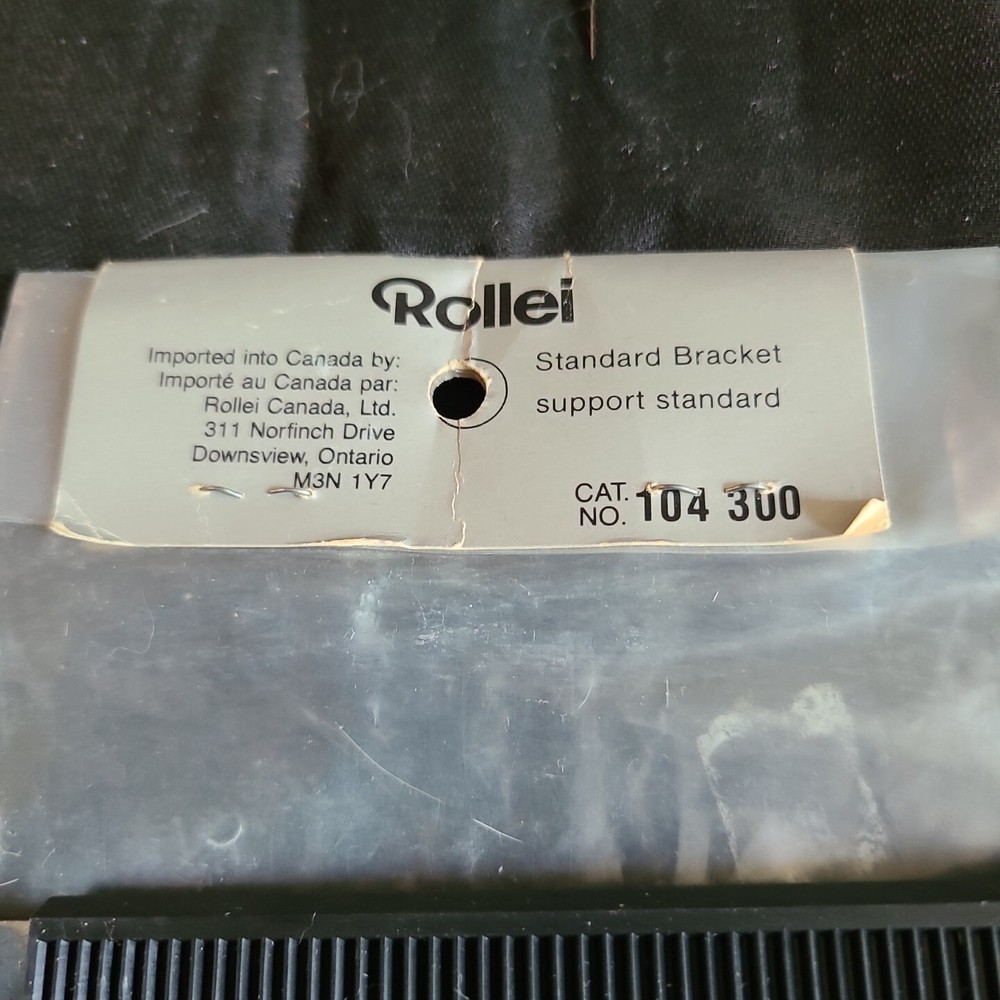 Rollei
Imported into Canada by:
Importé au Canada par:
Rollei Canada, Ltd.
311 Norfinch Drive
Downsview, Ontario
M3N 1Y7
Standard Bracket
support standard
CAT. NO. 104 300